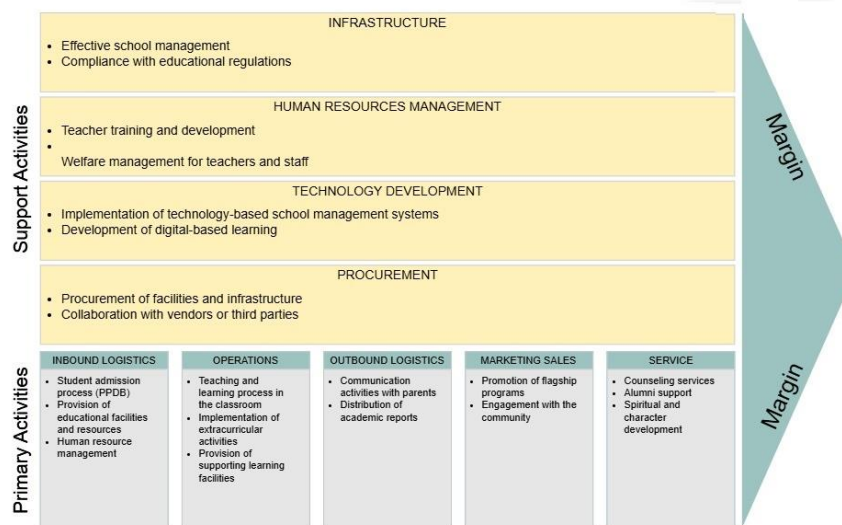 Support Activities
INFRASTRUCTURE
• Effective school management
• Compliance with educational regulations
HUMAN RESOURCES MANAGEMENT
• Teacher training and development
•
Welfare management for teachers and staff
TECHNOLOGY DEVELOPMENT
• Implementation of technology-based school management systems
• Development of digital-based learning
PROCUREMENT
• Procurement of facilities and infrastructure
• Collaboration with vendors or third parties
Margin
Primary Activities
INBOUND LOGISTICS
• Student admission
process (PPDB)
• Provision of
educational facilities
and resources
• Human resource
management
OPERATIONS
• Teaching and
learning process in
the classroom
• Implementation of
extracurricular
activities
• Provision of
supporting learning
facilities
OUTBOUND LOGISTICS
• Communication
activities with parents
• Distribution of
academic reports
MARKETING SALES
• Promotion of flagship
programs
• Engagement with the
community
SERVICE
• Counseling services
• Alumni support
• Spiritual and
character
development
Margin